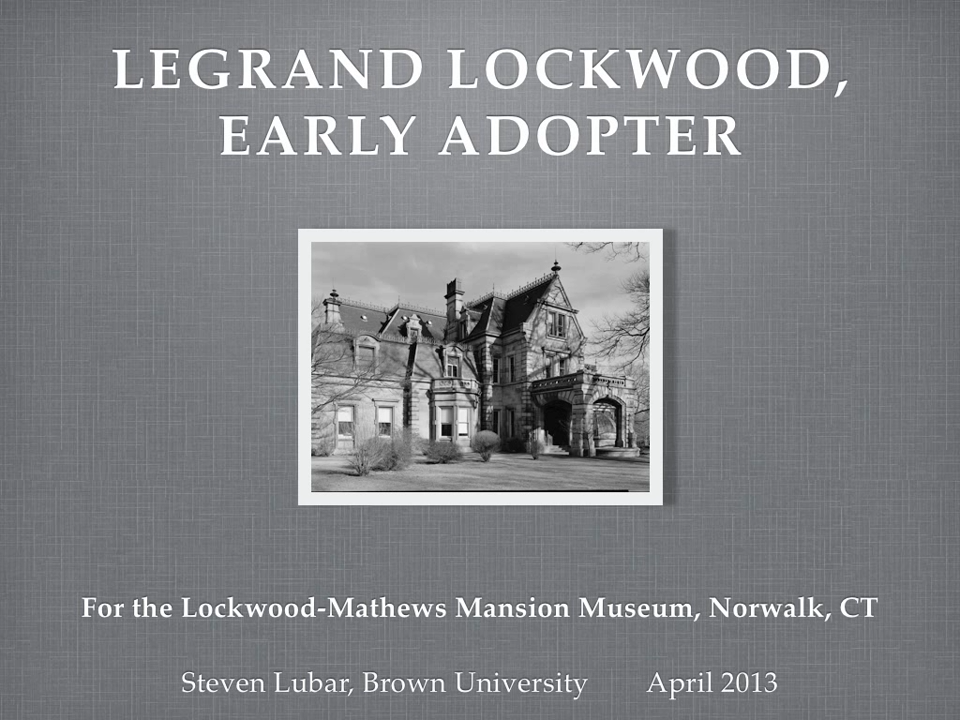 LEGRAND LOCKWOOD,
EARLY ADOPTER
For the Lockwood-Mathews Mansion Museum, Norwalk, CT
Steven Lubar, Brown University April 2013